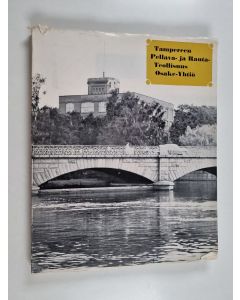 Tampereen
Pellava- ja Rauta-
Teollisuus
Osake-Yhtiö